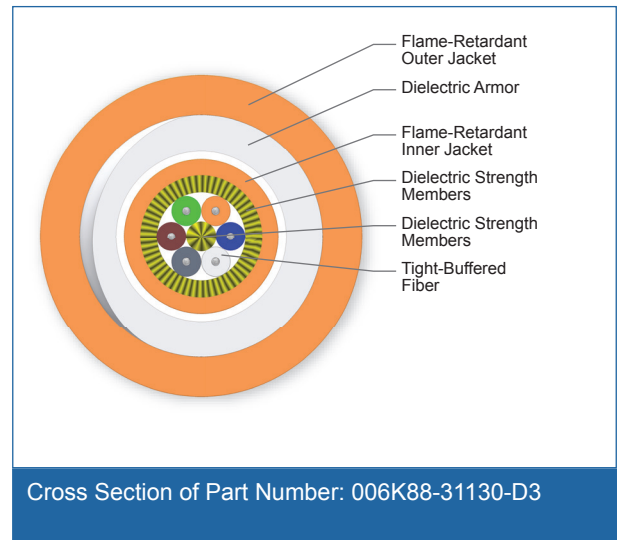 Flame-Retardant
Outer Jacket
Dielectric Armor
Flame-Retardant
Inner Jacket
Dielectric Strength
Members
Dielectric Strength
Members
Tight-Buffered
Fiber
Cross Section of Part Number: 006K88-31130-D3